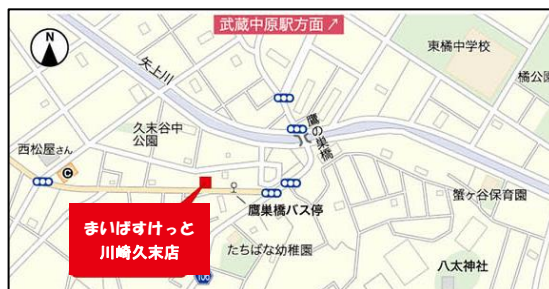 武蔵中原駅方面↗
N
矢上川
東橘中学校
橘公園
久末谷中
公園
鷹の巣橋
西松屋さん
C
鷹巣橋バス停
蟹ヶ谷保育園
まいばすけっと
川崎久末店
たちばな幼稚園
八太神社
106